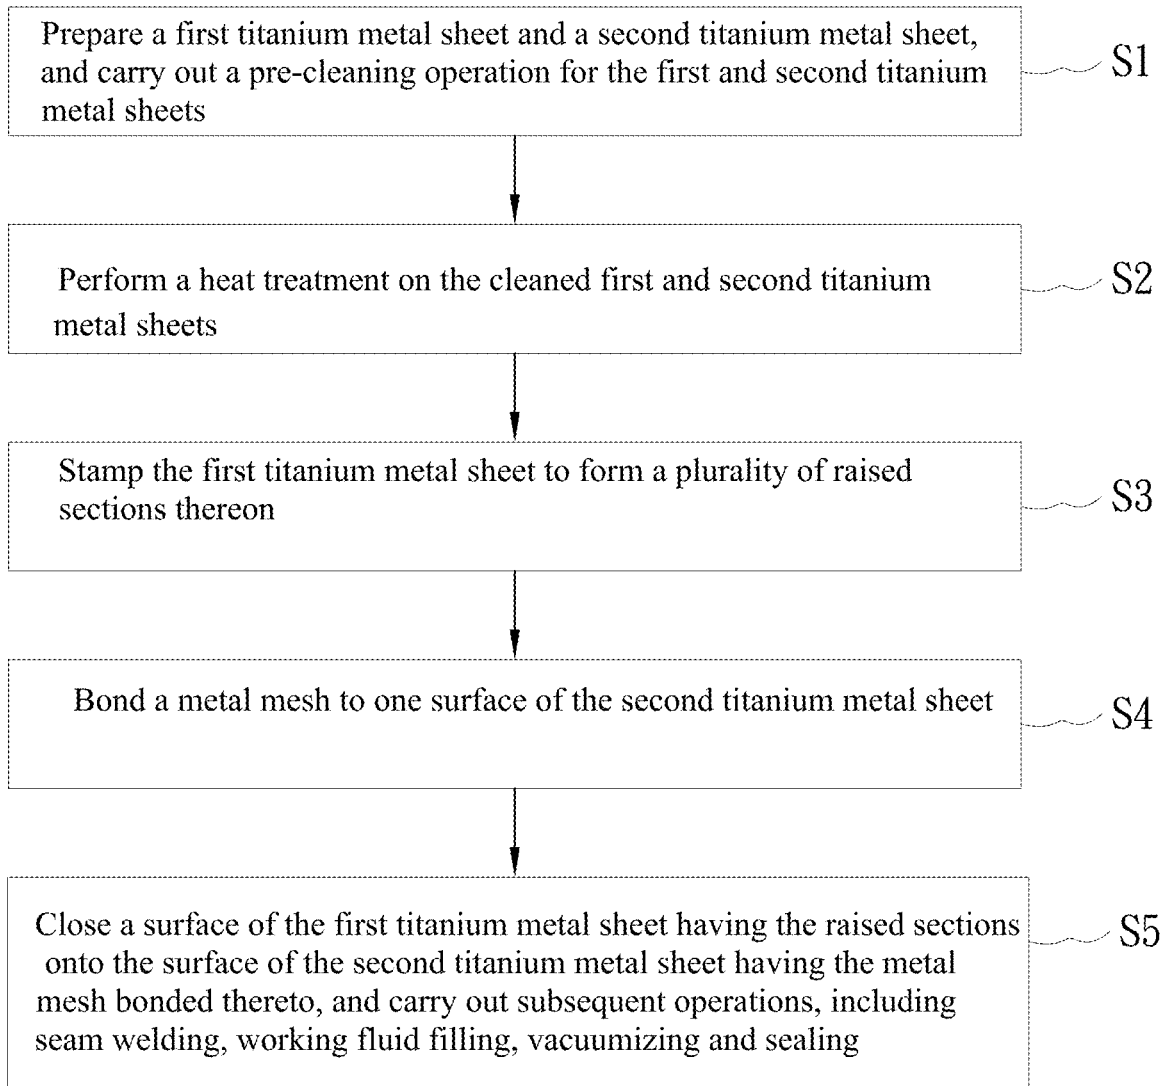 Prepare a first titanium metal sheet and a second titanium metal sheet,
and carry out a pre-cleaning operation for the first and second titanium
metal sheets
S1
Perform a heat treatment on the cleaned first and second titanium
metal sheets
S2
Stamp the first titanium metal sheet to form a plurality of raised
sections thereon
S3
Bond a metal mesh to one surface of the second titanium metal sheet
S4
Close a surface of the first titanium metal sheet having the raised sections
onto the surface of the second titanium metal sheet having the metal
mesh bonded thereto, and carry out subsequent operations, including
seam welding, working fluid filling, vacuumizing and sealing
S5